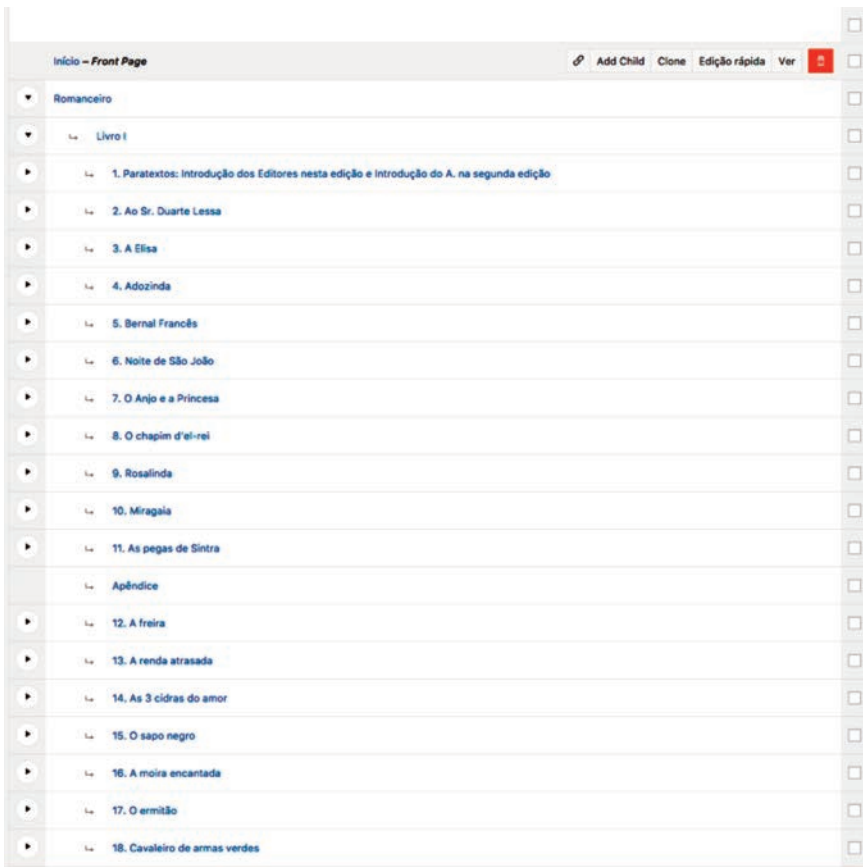 Início – Front Page Add Child Clone Edição rápida Ver
Romanceiro
Livro I
1. Paratextos: Introdução dos Editores nesta edição e Introdução do A. na segunda edição
2. Ao Sr. Duarte Lessa
3. A Elisa
4. Adozinda
5. Bernal Francês
6. Noite de São João
7. O Anjo e a Princesa
8. O chapim d'el-rei
9. Rosalinda
10. Miragaia
11. As pegas de Sintra
Apêndice
12. A freira
13. A renda atrasada
14. As 3 cidras do amor
15. O sapo negro
16. A moira encantada
17. O ermitão
18. Cavaleiro de armas verdes